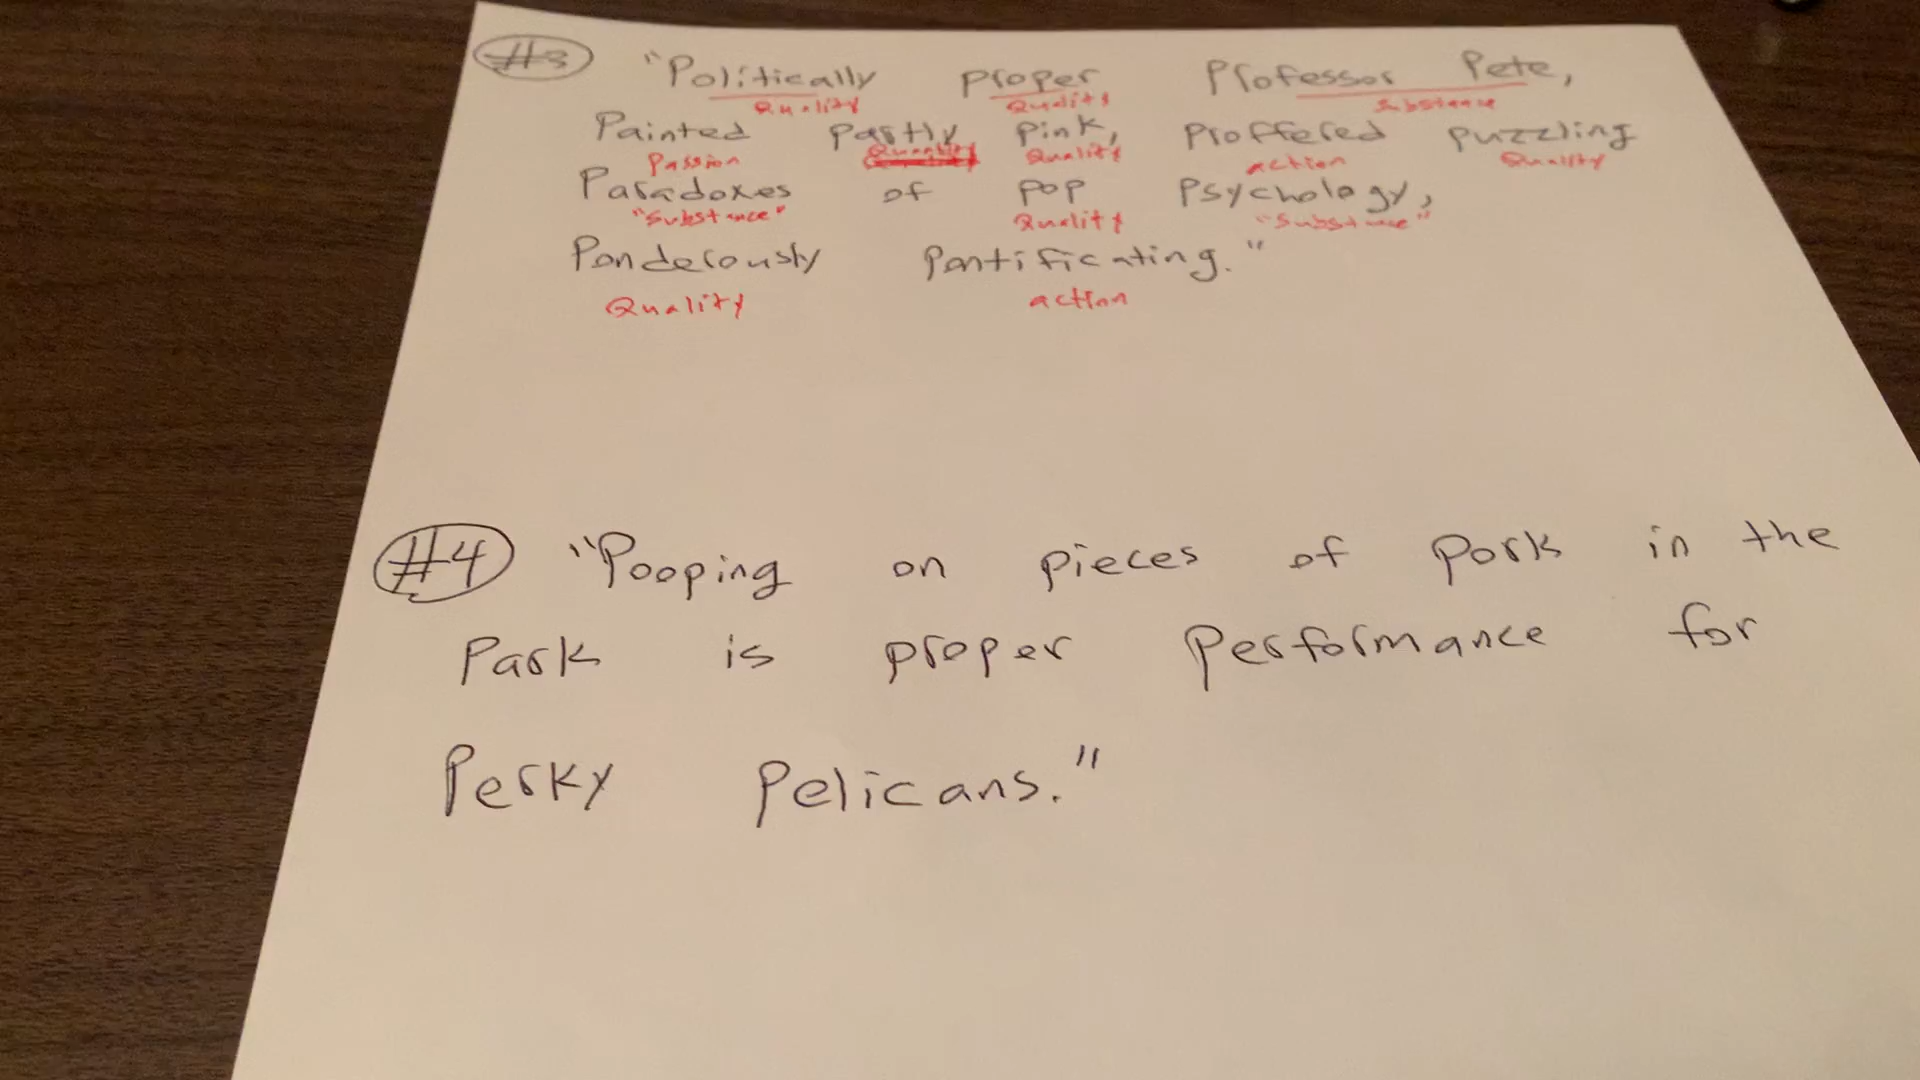 #3 "Politically proper Professor Pete,
Quality Quality Substance
Painted partly pink, proffered puzzling
Passion Quantity Quality action Quality
Paradoxes of pop Psychology,
"Substance" Quality "Substance"
Ponderously pontificating."
Quality action
#4 "Pooping on pieces of pork in the
Park is proper performance for
Perky pelicans."